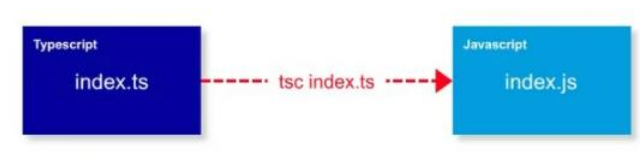 Typescript
index.ts
tsc index.ts
Javascript
index.js